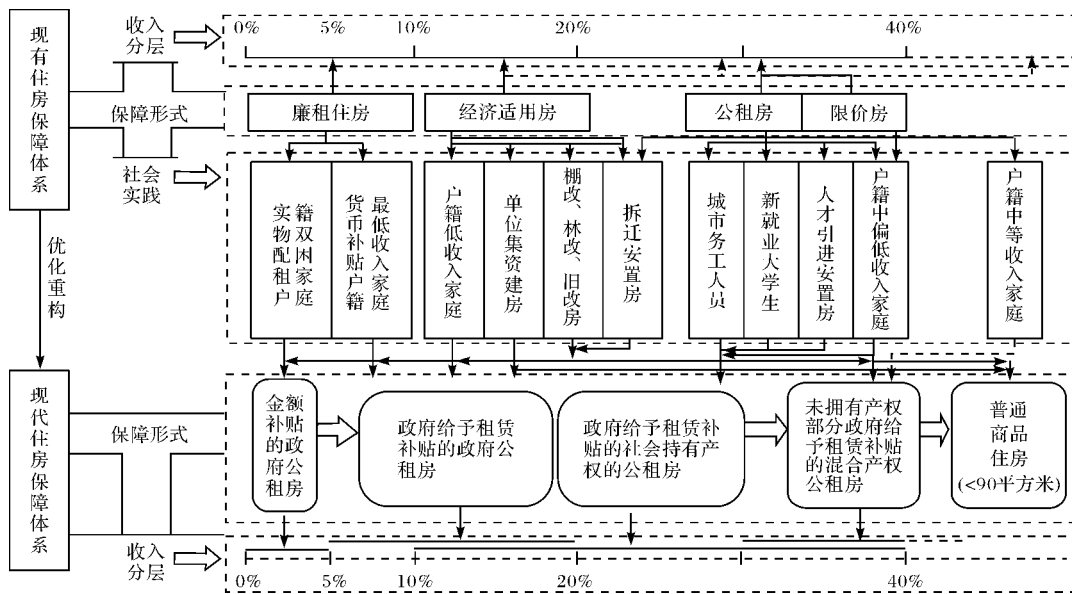 现有住房保障体系
收入
分层
0% 5% 10% 20% 40%
保障形式
廉租住房 经济适用房 公租房 限价房
社会
实践
实物配租户
籍双困家庭
货币补贴户籍
最低收入家庭
户籍低收入家庭
单位集资建房
棚改、林改、旧改房
拆迁安置房
城市务工人员
新就业大学生
人才引进安置房
户籍中偏低收入家庭
户籍中等收入家庭
优化重构
现代住房保障体系
保障形式
金额
补贴
的政
府公
租房
政府给予租赁
补贴的政府公
租房
政府给予租赁补
贴的社会持有产
权的公租房
未拥有产权
部分政府给
予租赁补贴
的混合产权
公租房
普通
商品
住房
(<90平方米)
收入
分层
0% 5% 10% 20% 40%